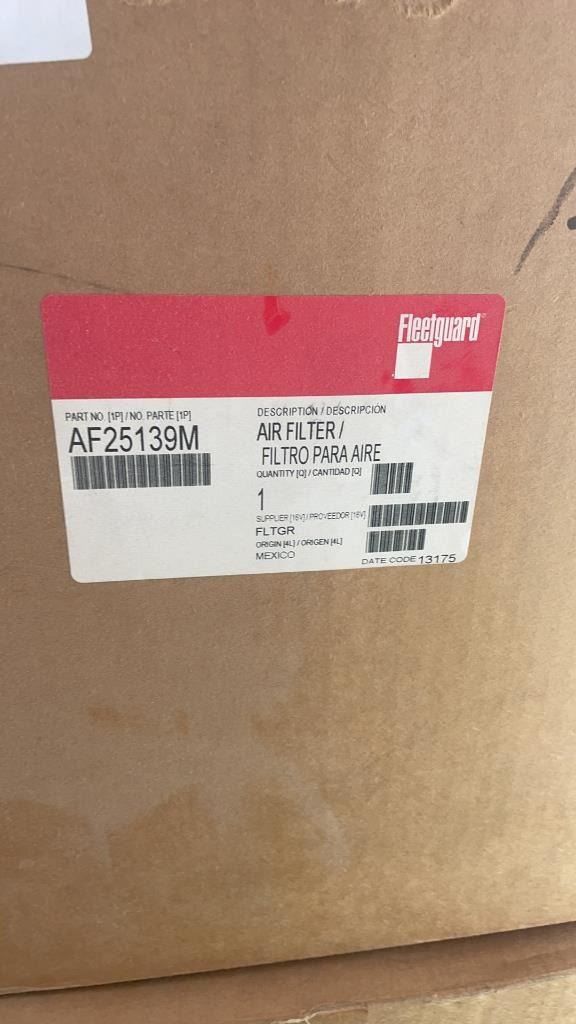 Fleetguard®
PART NO. [1P] / NO. PARTE [1P]
AF25139M
DESCRIPTION / DESCRIPCIÓN
AIR FILTER /
FILTRO PARA AIRE
QUANTITY [Q] / CANTIDAD [Q]
1
SUPPLIER [16V] / PROVEEDOR [16V]
FLTGR
ORIGIN [4L] / ORIGEN [4L]
MEXICO
DATE CODE 13175